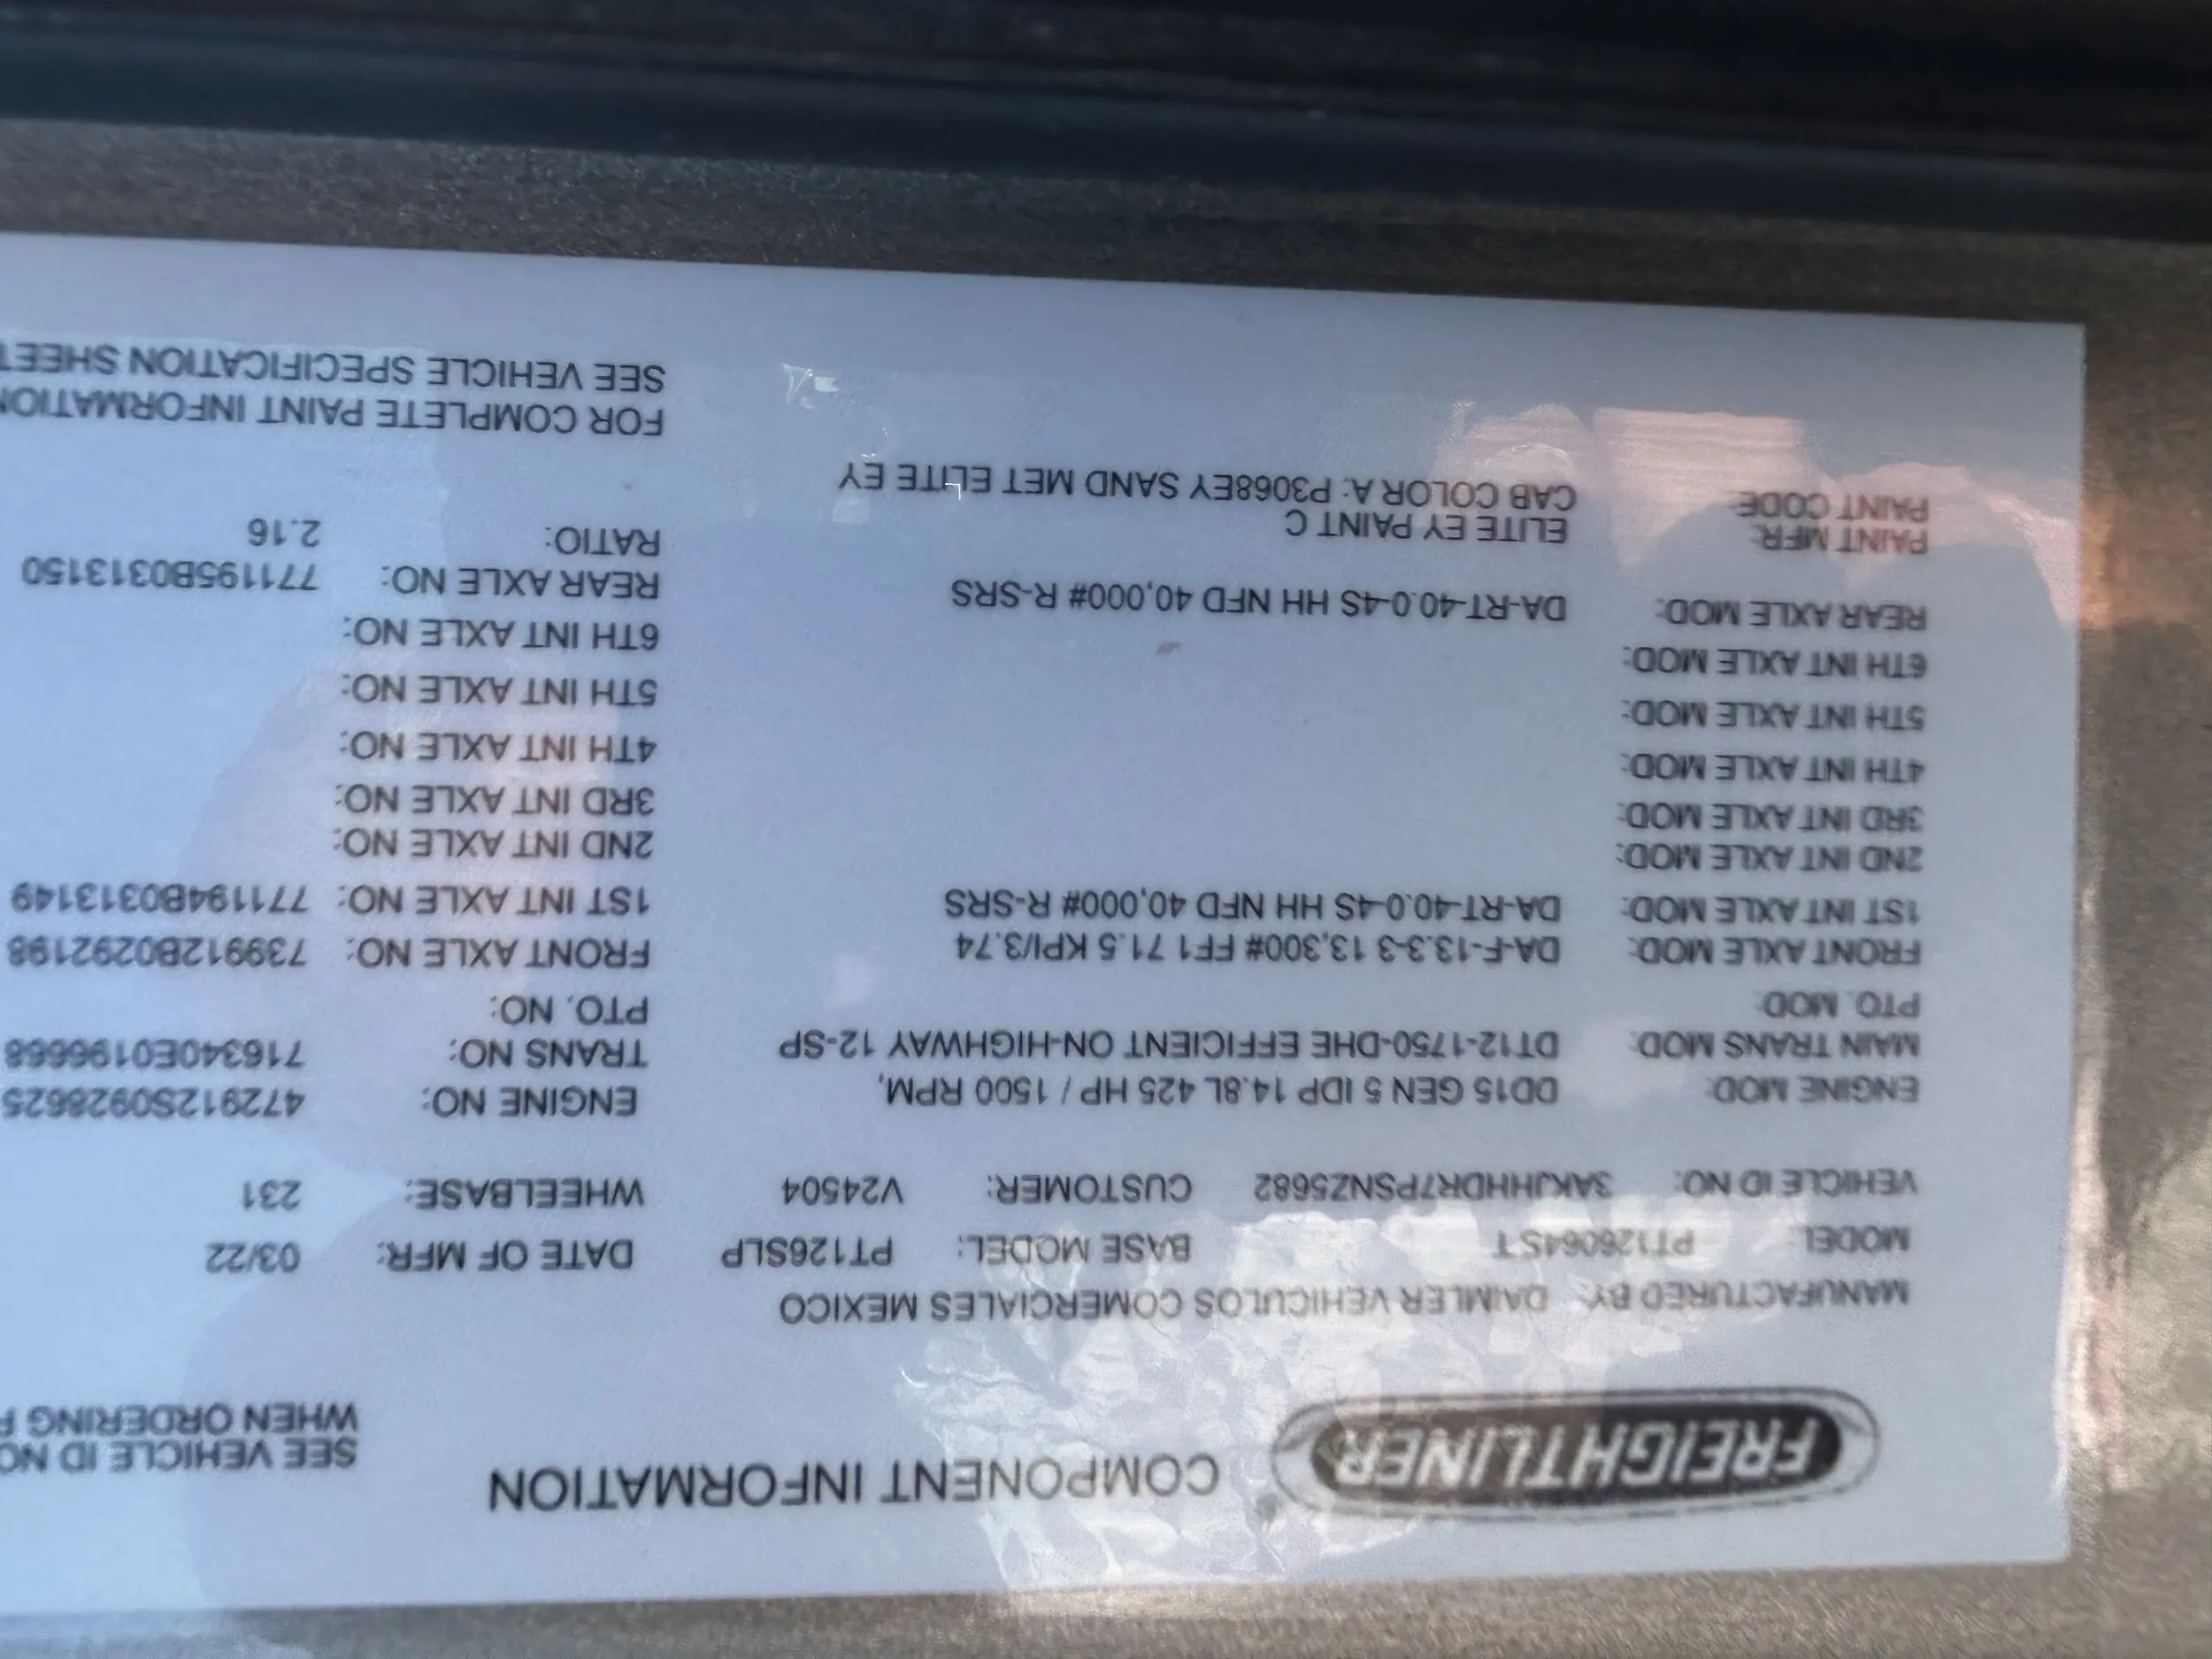 FREIGHTLINER COMPONENT INFORMATION
SEE VEHICLE ID NO
WHEN ORDERING
MANUFACTURED BY: DAIMLER VEHICULOS COMERCIALES MEXICO
MODEL: PT126064ST BASE MODEL: PT126SLP DATE OF MFR: 03/22
VEHICLE ID NO: 3AKJHHDR7PSNZ5682 CUSTOMER: V24504 WHEELBASE: 231
ENGINE MOD: DD15 GEN 5 IDP 14.8L 425 HP / 1500 RPM, ENGINE NO: 472912S0928625
MAIN TRANS MOD: DT12-1750-DHE EFFICIENT ON-HIGHWAY 12-SP TRANS NO: 716340E0196668
PTO. MOD: PTO. NO:
FRONT AXLE MOD: DA-F-13.3-3 13,300# FF1 71.5 KPI/3.74 FRONT AXLE NO: 739912B0292198
1ST INT AXLE MOD: DA-RT-40.0-4S HH NFD 40,000# R-SRS 1ST INT AXLE NO: 771194B0313149
2ND INT AXLE MOD: 2ND INT AXLE NO:
3RD INT AXLE MOD: 3RD INT AXLE NO:
4TH INT AXLE MOD: 4TH INT AXLE NO:
5TH INT AXLE MOD: 5TH INT AXLE NO:
6TH INT AXLE MOD: 6TH INT AXLE NO:
REAR AXLE MOD: DA-RT-40.0-4S HH NFD 40,000# R-SRS REAR AXLE NO: 771195B0313150
RATIO: 2.16
PAINT MFR: ELITE EY PAINT C
PAINT CODE: CAB COLOR A: P3068EY SAND MET ELITE EY
FOR COMPLETE PAINT INFORMATION
SEE VEHICLE SPECIFICATION SHEET